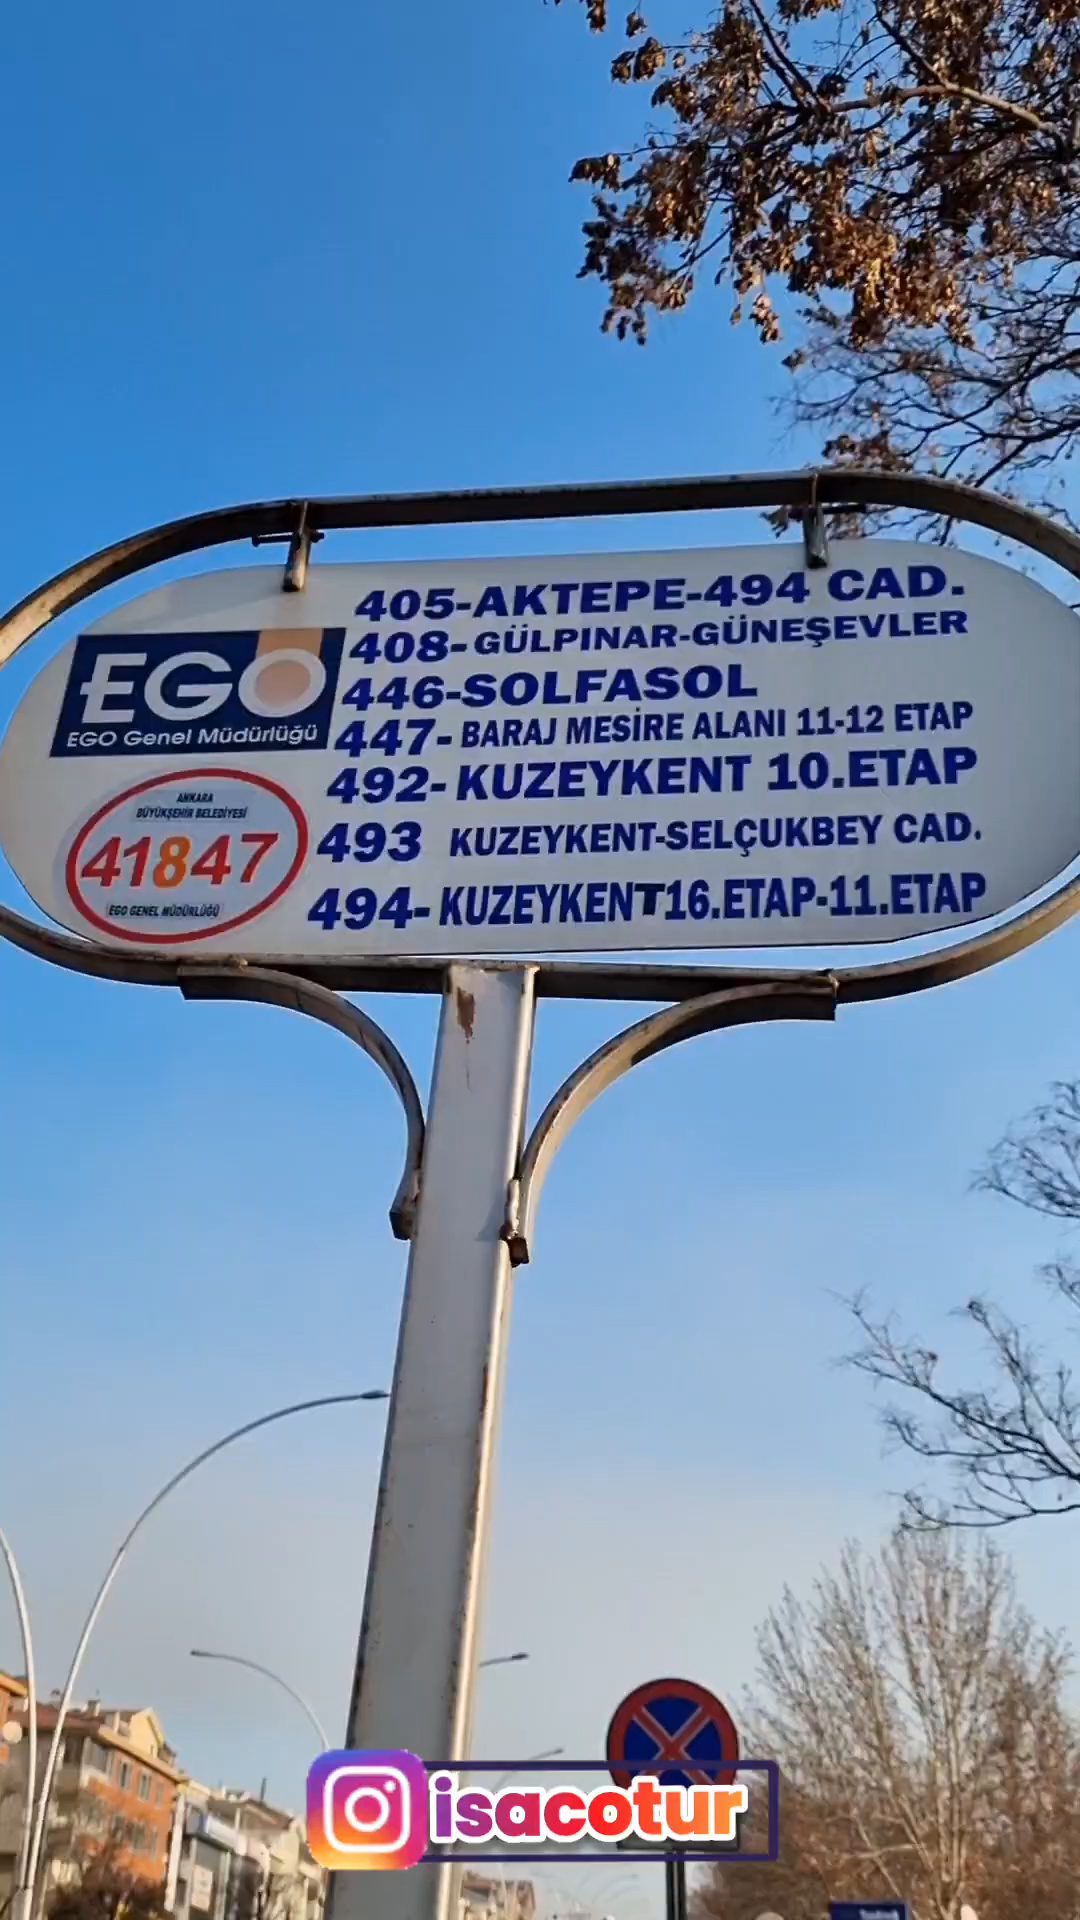 405-AKTEPE-494 CAD.
408-GÜLPINAR-GÜNEŞEVLER
446-SOLFASOL
447-BARAJ MESİRE ALANI 11-12 ETAP
492-KUZEYKENT 10.ETAP
493 KUZEYKENT-SELÇUKBEY CAD.
494-KUZEYKENT16.ETAP-11.ETAP
EGO
EGO Genel Müdürlüğü
ANKARA
BÜYÜKŞEHİR BELEDİYESİ
41847
EGO GENEL MÜDÜRLÜĞÜ
isacotur